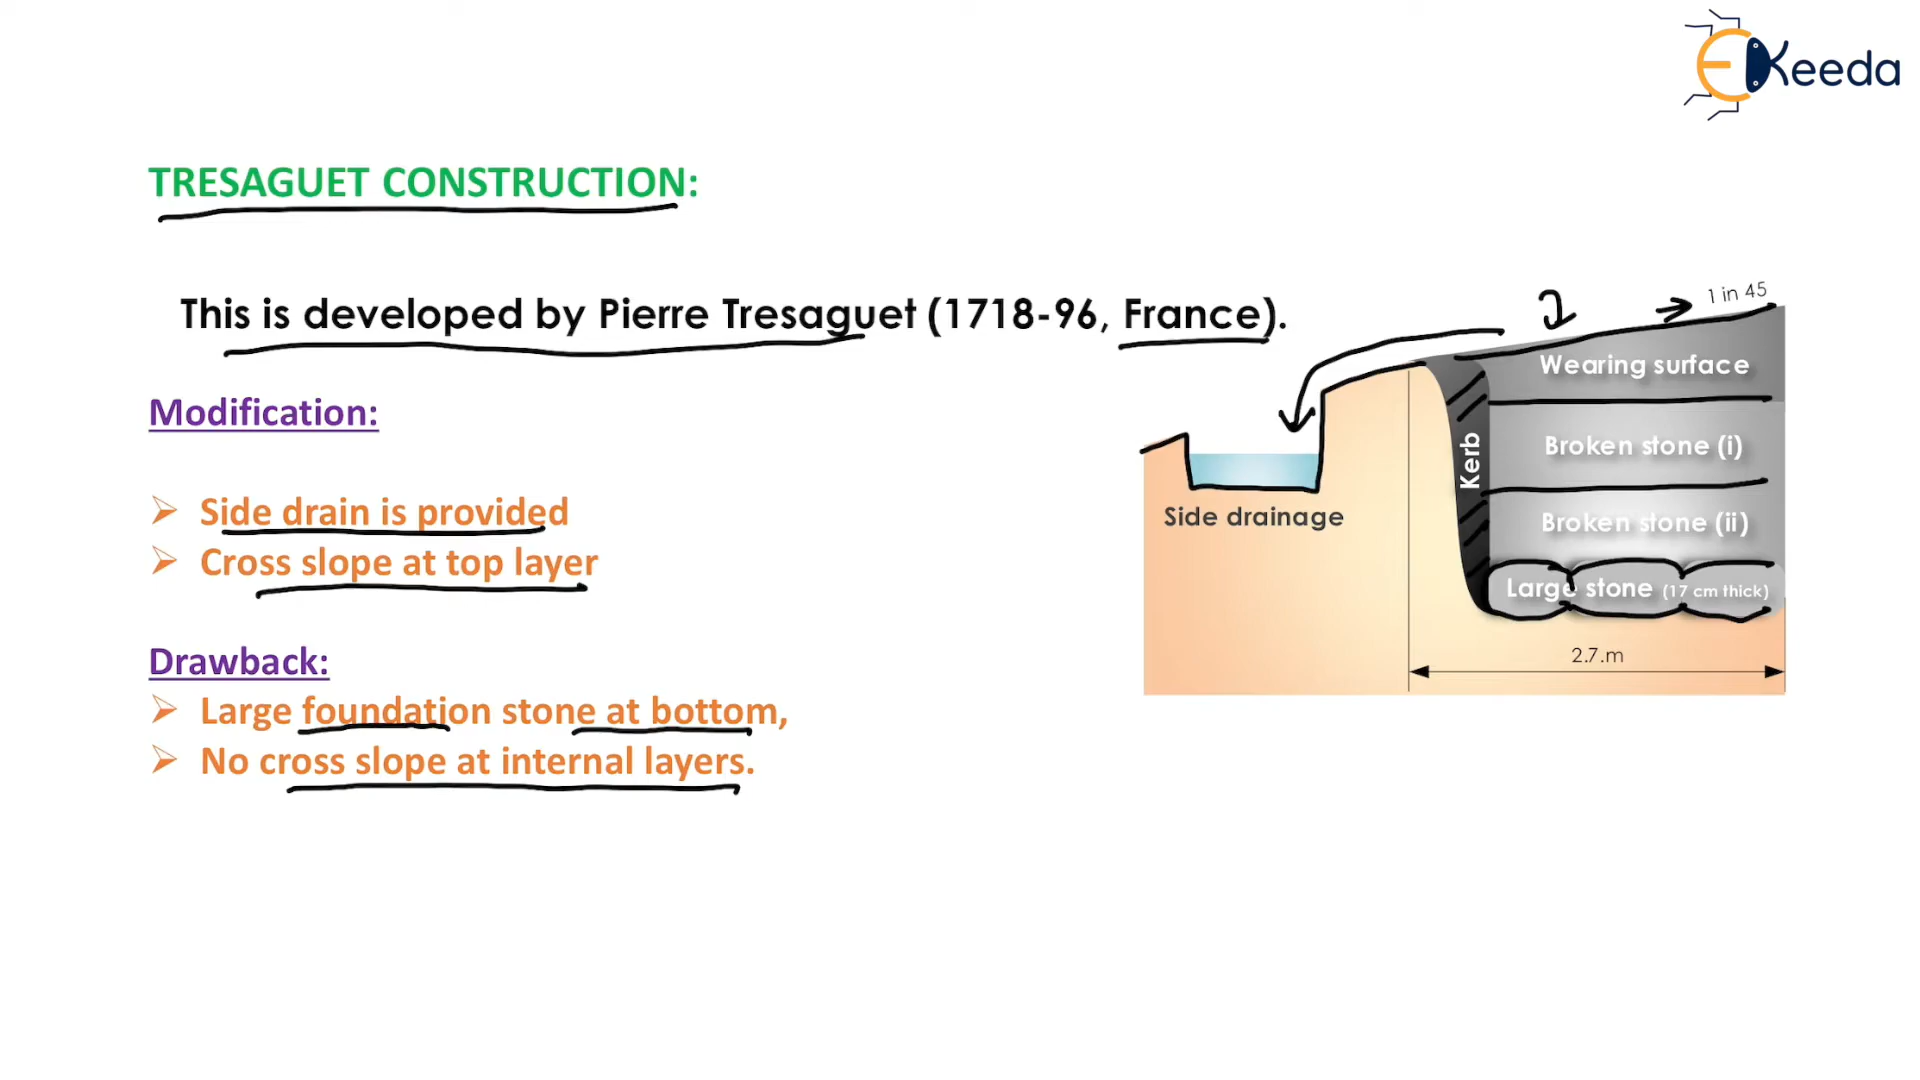 EKeeda
TRESAGUET CONSTRUCTION:
This is developed by Pierre Tresaguet (1718-96, France).
Modification:
Side drain is provided
Cross slope at top layer
Drawback:
Large foundation stone at bottom,
No cross slope at internal layers.
1 in 45
Wearing surface
Kerb
Broken stone (i)
Side drainage
Broken stone (ii)
Large stone (17 cm thick)
2.7.m